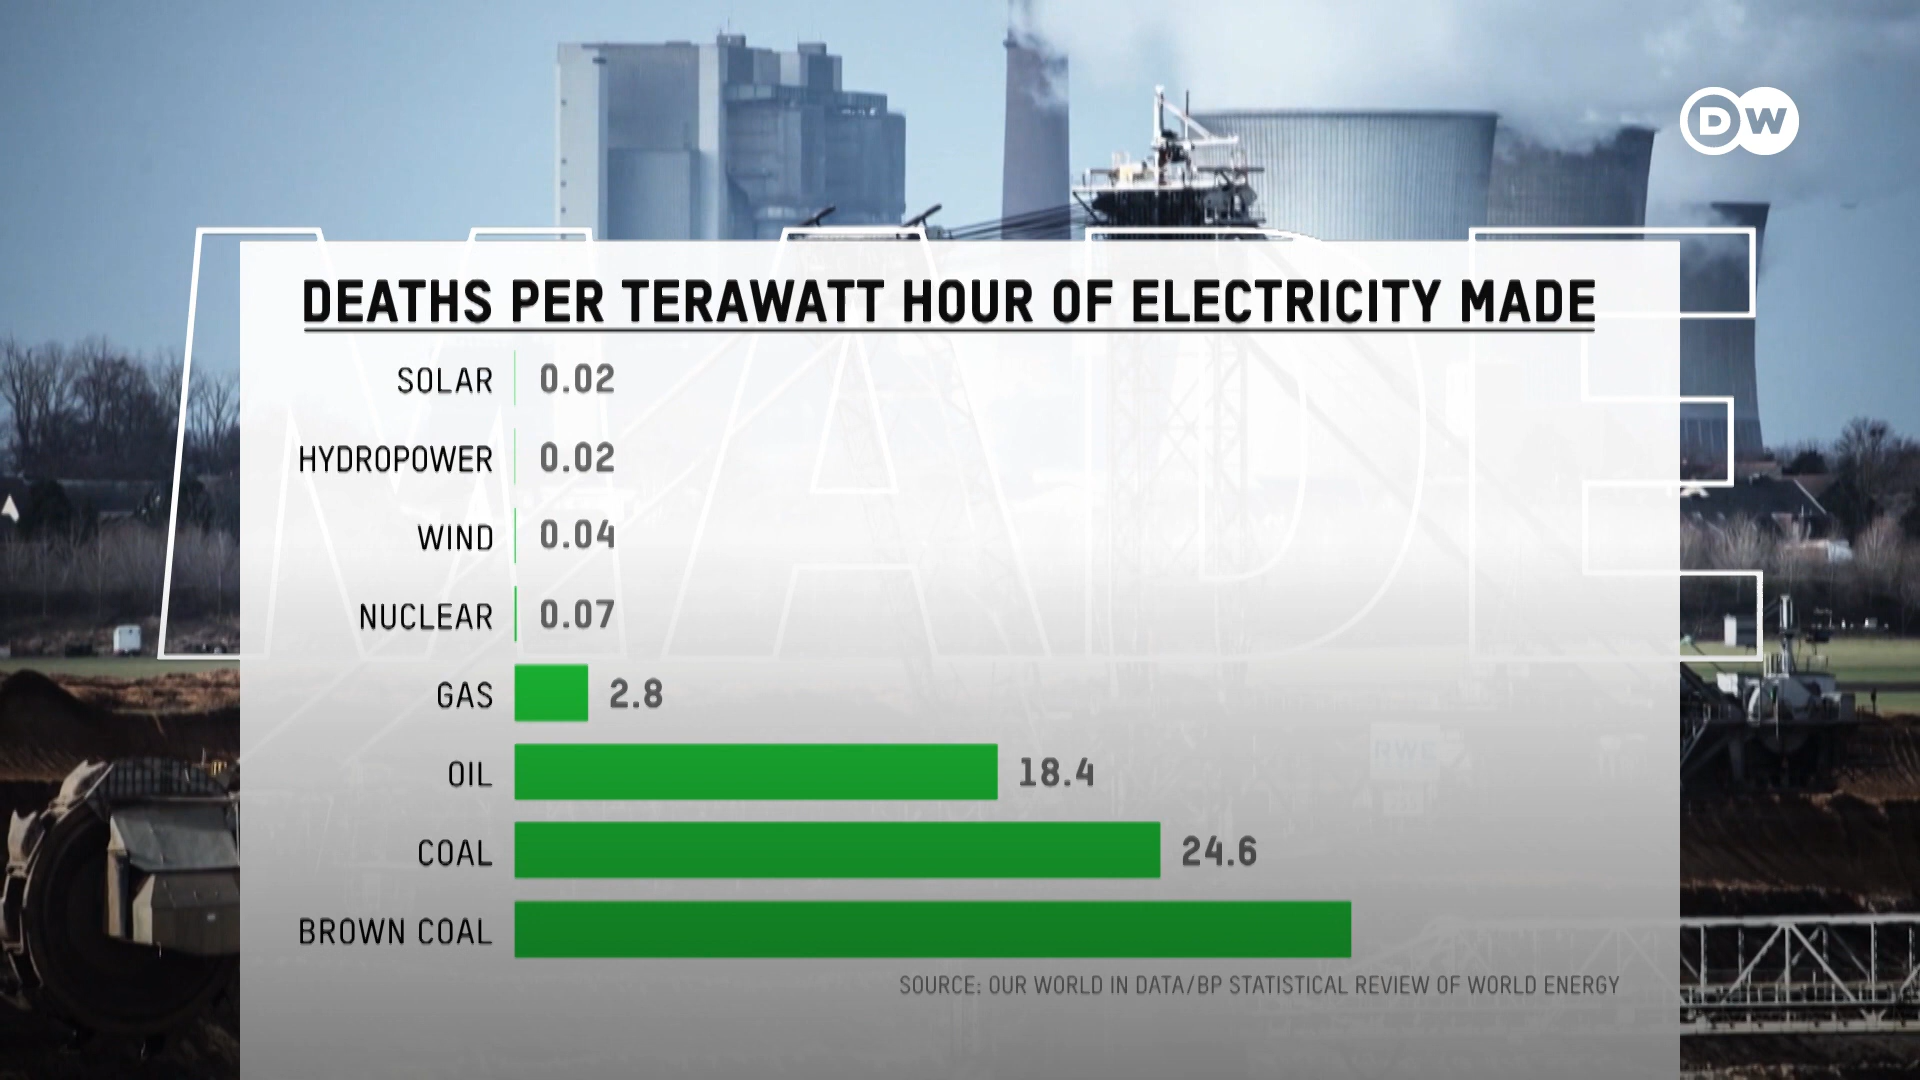 DW
MADE
DEATHS PER TERAWATT HOUR OF ELECTRICITY MADE
SOLAR 0.02
HYDROPOWER 0.02
WIND 0.04
NUCLEAR 0.07
GAS 2.8
OIL 18.4
COAL 24.6
BROWN COAL
RWE
SOURCE: OUR WORLD IN DATA/BP STATISTICAL REVIEW OF WORLD ENERGY